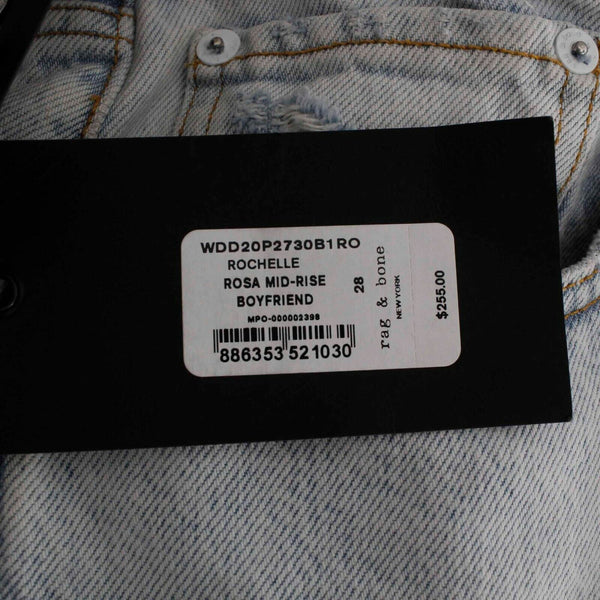 WDD20P2730B1RO
ROCHELLE
ROSA MID-RISE
BOYFRIEND
MPO-000002398
886353 521030
28
rag & bone
NEW YORK
$255.00